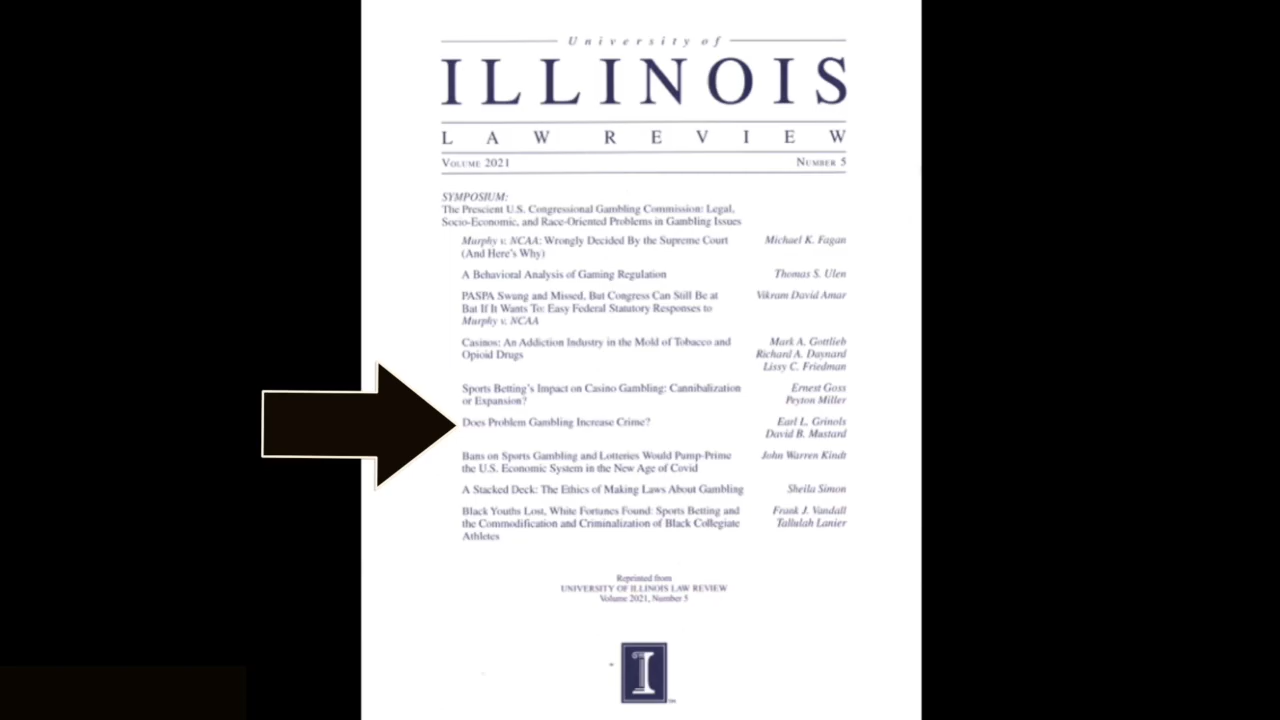 University of
ILLINOIS
LAW REVIEW
VOLUME 2021 NUMBER 5
SYMPOSIUM:
The Prescient U.S. Congressional Gambling Commission: Legal,
Socio-Economic, and Race-Oriented Problems in Gambling Issues
Murphy v. NCAA: Wrongly Decided By the Supreme Court Michael K. Fagan
(And Here's Why)
A Behavioral Analysis of Gaming Regulation Thomas S. Ulen
PASPA Swung and Missed, But Congress Can Still Be at Vikram David Amar
Bat If It Wants To: Easy Federal Statutory Responses to
Murphy v. NCAA
Casinos: An Addiction Industry in the Mold of Tobacco and Mark A. Gottlieb
Opioid Drugs Richard A. Daynard
Lissy C. Friedman
Sports Betting's Impact on Casino Gambling: Cannibalization Ernest Goss
or Expansion? Peyton Miller
Does Problem Gambling Increase Crime? Earl L. Grinols
David B. Mustard
Bans on Sports Gambling and Lotteries Would Pump-Prime John Warren Kindt
the U.S. Economic System in the New Age of Covid
A Stacked Deck: The Ethics of Making Laws About Gambling Sheila Simon
Black Youths Lost, White Fortunes Found: Sports Betting and Frank J. Vandall
the Commodification and Criminalization of Black Collegiate Tallulah Lanier
Athletes
Reprinted from
UNIVERSITY OF ILLINOIS LAW REVIEW
Volume 2021, Number 5
I